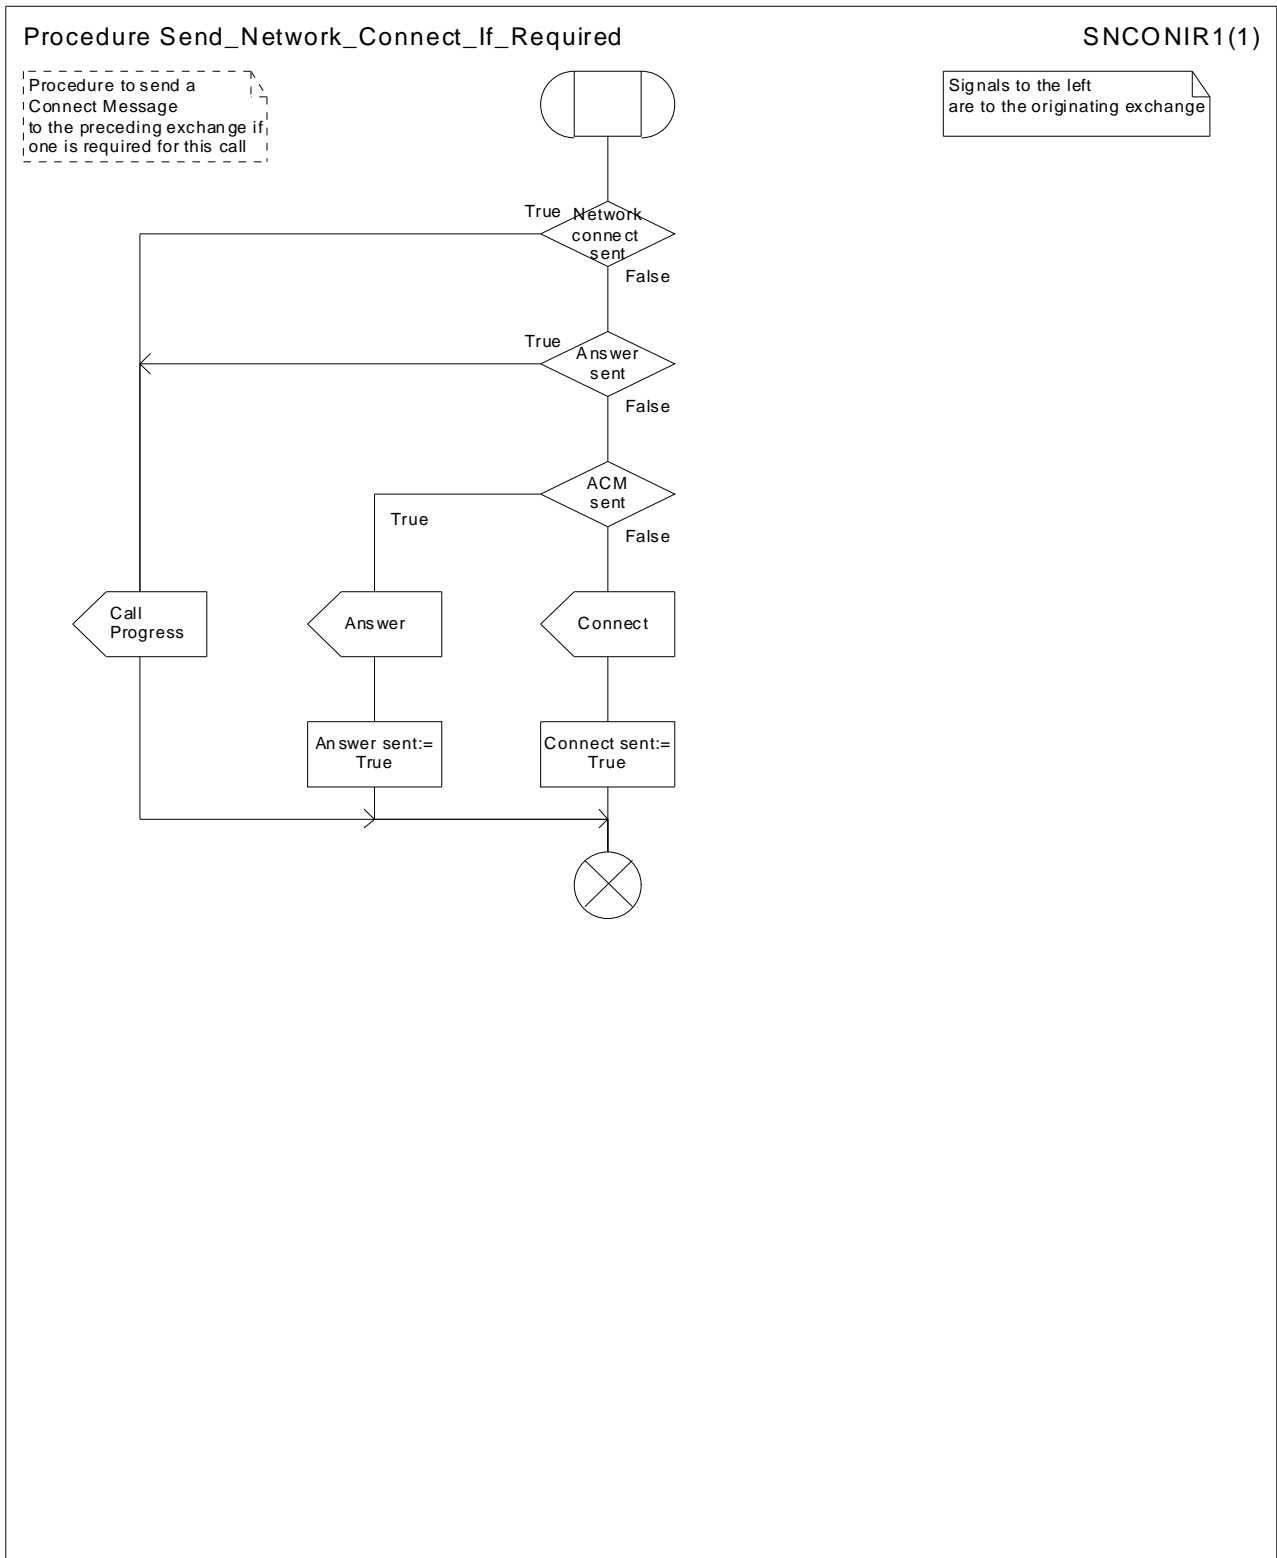 Procedure Send_Network_Connect_If_Required
SNCONIR1(1)
Procedure to send a
Connect Message
to the preceding exchange if
one is required for this call
Signals to the left
are to the originating exchange
True
Network
connect
sent
False
True
Answer
sent
False
ACM
sent
True
False
Call
Progress
Answer
Connect
Answer sent:=
True
Connect sent:=
True